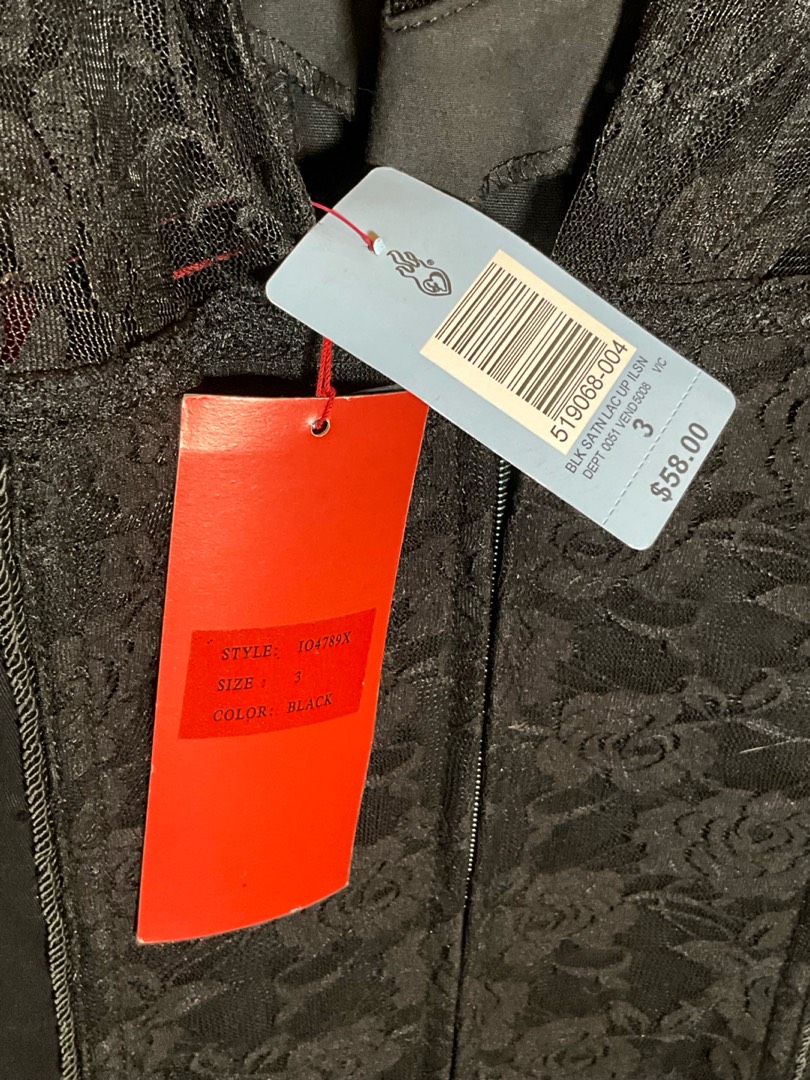 519068-004
BLK SATN LAC UP ILSN
DEPT 0051 VEND5008 VIC
3
$58.00
STYLE: IO4789X
SIZE : 3
COLOR: BLACK